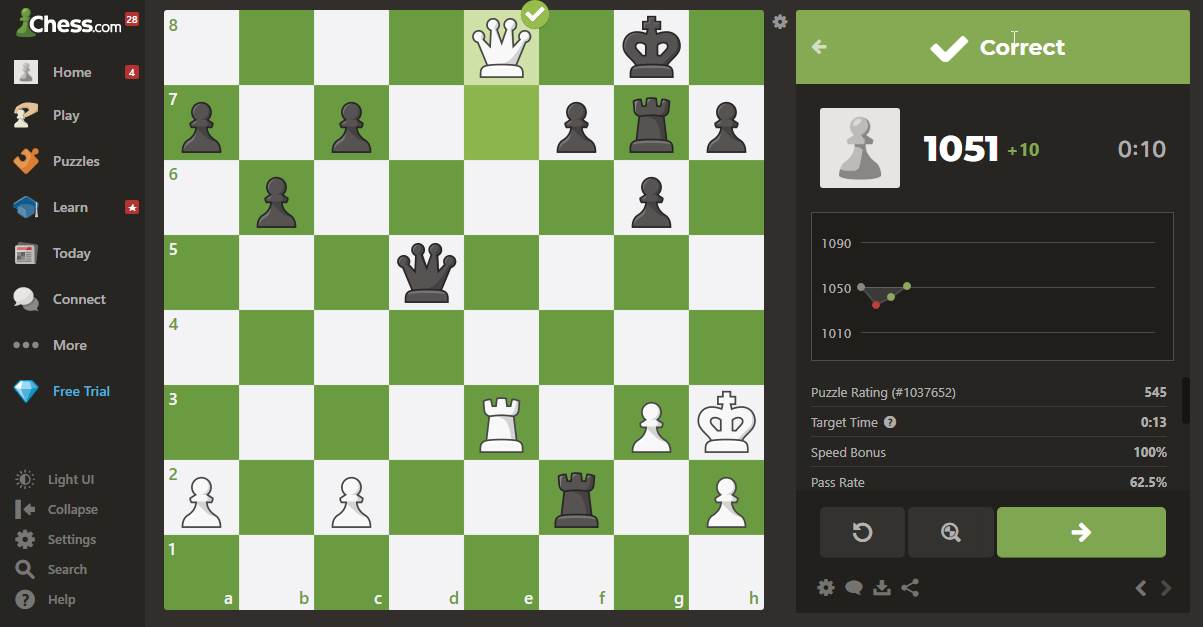 Chess.com 28
Home 4
Play
Puzzles
Learn
Today
Connect
More
Free Trial
Light UI
Collapse
Settings
Search
Help
8
7
6
5
4
3
2
1
a b c d e f g h
Correct
1051 +10 0:10
1090
1050
1010
Puzzle Rating (#1037652) 545
Target Time ? 0:13
Speed Bonus 100%
Pass Rate 62.5%